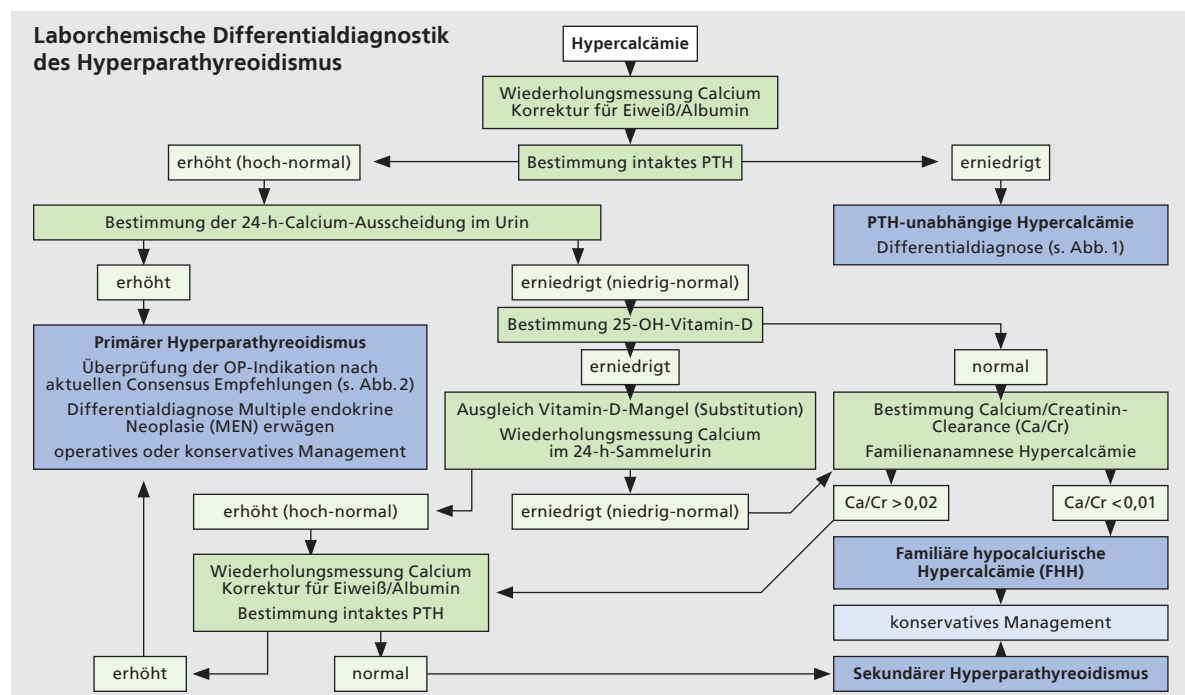 Laborchemische Differentialdiagnostik
des Hyperparathyreoidismus
Hypercalcämie
Wiederholungsmessung Calcium
Korrektur für Eiweiß/Albumin
erhöht (hoch-normal)
Bestimmung intaktes PTH
erniedrigt
Bestimmung der 24-h-Calcium-Ausscheidung im Urin
PTH-unabhängige Hypercalcämie
Differentialdiagnose (s. Abb. 1)
erhöht
erniedrigt (niedrig-normal)
Bestimmung 25-OH-Vitamin-D
Primärer Hyperparathyreoidismus
Überprüfung der OP-Indikation nach
aktuellen Consensus Empfehlungen (s. Abb. 2)
Differentialdiagnose Multiple endokrine
Neoplasie (MEN) erwägen
operatives oder konservatives Management
erniedrigt
normal
Ausgleich Vitamin-D-Mangel (Substitution)
Wiederholungsmessung Calcium
im 24-h-Sammelurin
Bestimmung Calcium/Creatinin-
Clearance (Ca/Cr)
Familienanamnese Hypercalcämie
erhöht (hoch-normal)
erniedrigt (niedrig-normal)
Ca/Cr > 0,02
Ca/Cr < 0,01
Wiederholungsmessung Calcium
Korrektur für Eiweiß/Albumin
Bestimmung intaktes PTH
Familiäre hypocalciurische
Hypercalcämie (FHH)
konservatives Management
erhöht
normal
Sekundärer Hyperparathyreoidismus